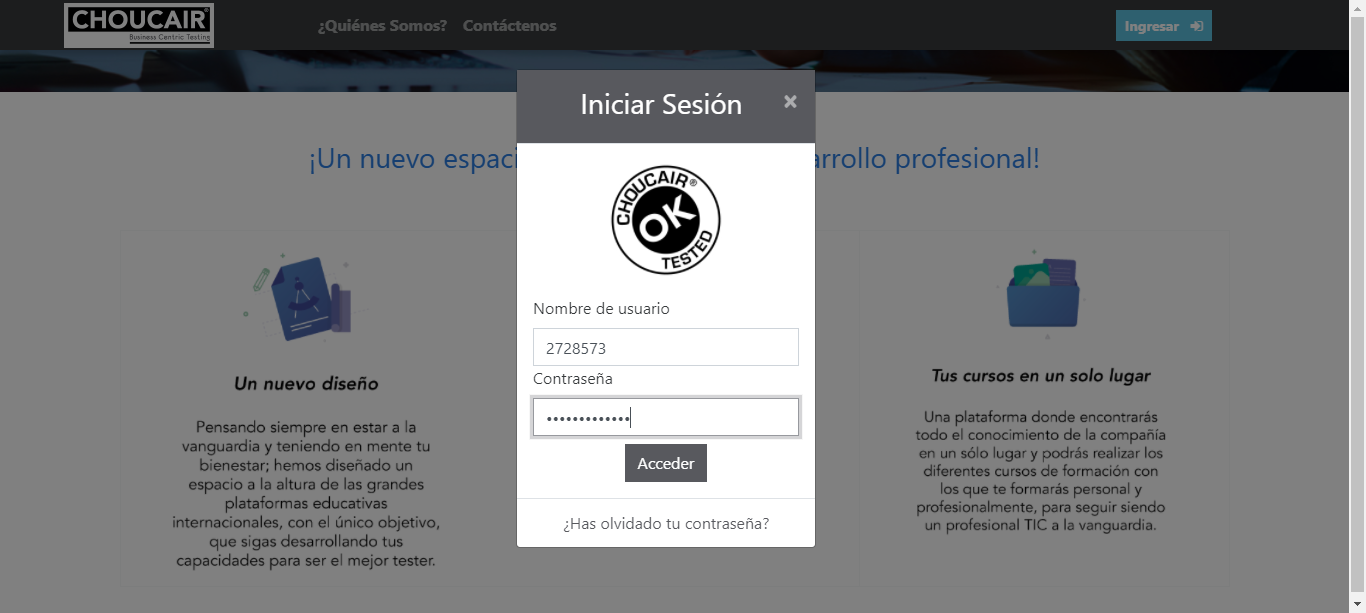 CHOUCAIR®
Business Centric Testing
¿Quiénes Somos?
Contáctenos
Ingresar
Iniciar Sesión
×
¡Un nuevo
profesional!
CHOUCAIR®
OK
TESTED
Nombre de usuario
2728573
Contraseña
•••••••••••••
Acceder
¿Has olvidado tu contraseña?
Un nuevo diseño
Pensando siempre en estar a la
vanguardia y teniendo en mente tu
bienestar; hemos diseñado un
espacio a la altura de las grandes
plataformas educativas
internacionales, con el único objetivo,
que sigas desarrollando tus
capacidades para ser el mejor tester.
Tus cursos en un solo lugar
Una plataforma donde encontrarás
todo el conocimiento de la compañía
en un sólo lugar y podrás realizar los
diferentes cursos de formación con
los que te formarás personal y
profesionalmente, para seguir siendo
un profesional TIC a la vanguardia.